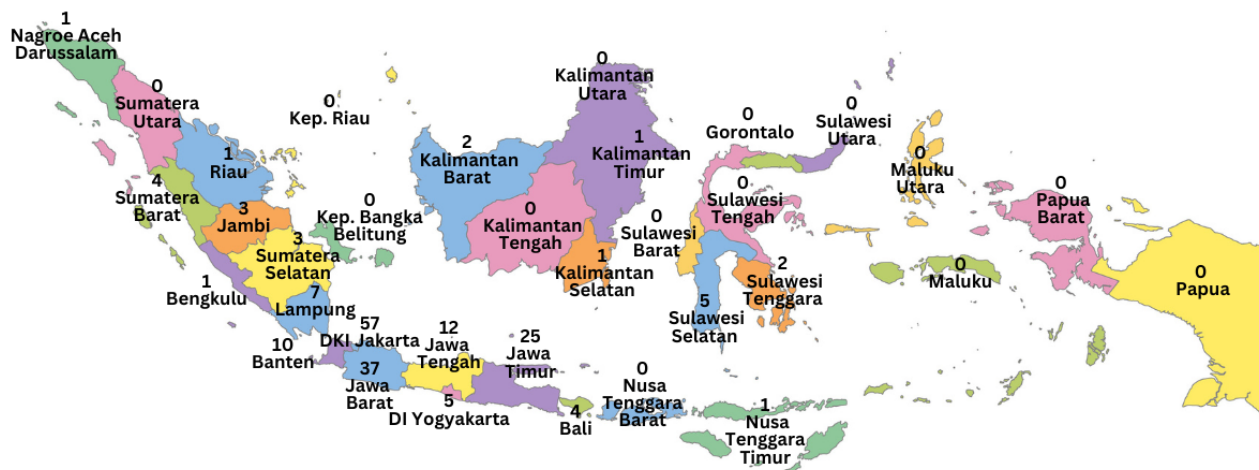 1
Nagroe Aceh
Darussalam
0
Sumatera
Utara
1
Riau
4
Sumatera
Barat
3
Jambi
3
Sumatera
Selatan
1
Bengkulu
7
Lampung
0
Kep. Riau
0
Kep. Bangka
Belitung
10
Banten
57
DKI Jakarta
37
Jawa
Barat
12
Jawa
Tengah
5
DI Yogyakarta
25
Jawa
Timur
4
Bali
0
Nusa
Tenggara
Barat
1
Nusa
Tenggara
Timur
2
Kalimantan
Barat
0
Kalimantan
Tengah
1
Kalimantan
Selatan
1
Kalimantan
Timur
0
Kalimantan
Utara
0
Gorontalo
0
Sulawesi
Utara
0
Sulawesi
Tengah
0
Sulawesi
Barat
5
Sulawesi
Selatan
2
Sulawesi
Tenggara
0
Maluku
Utara
0
Maluku
0
Papua
Barat
0
Papua